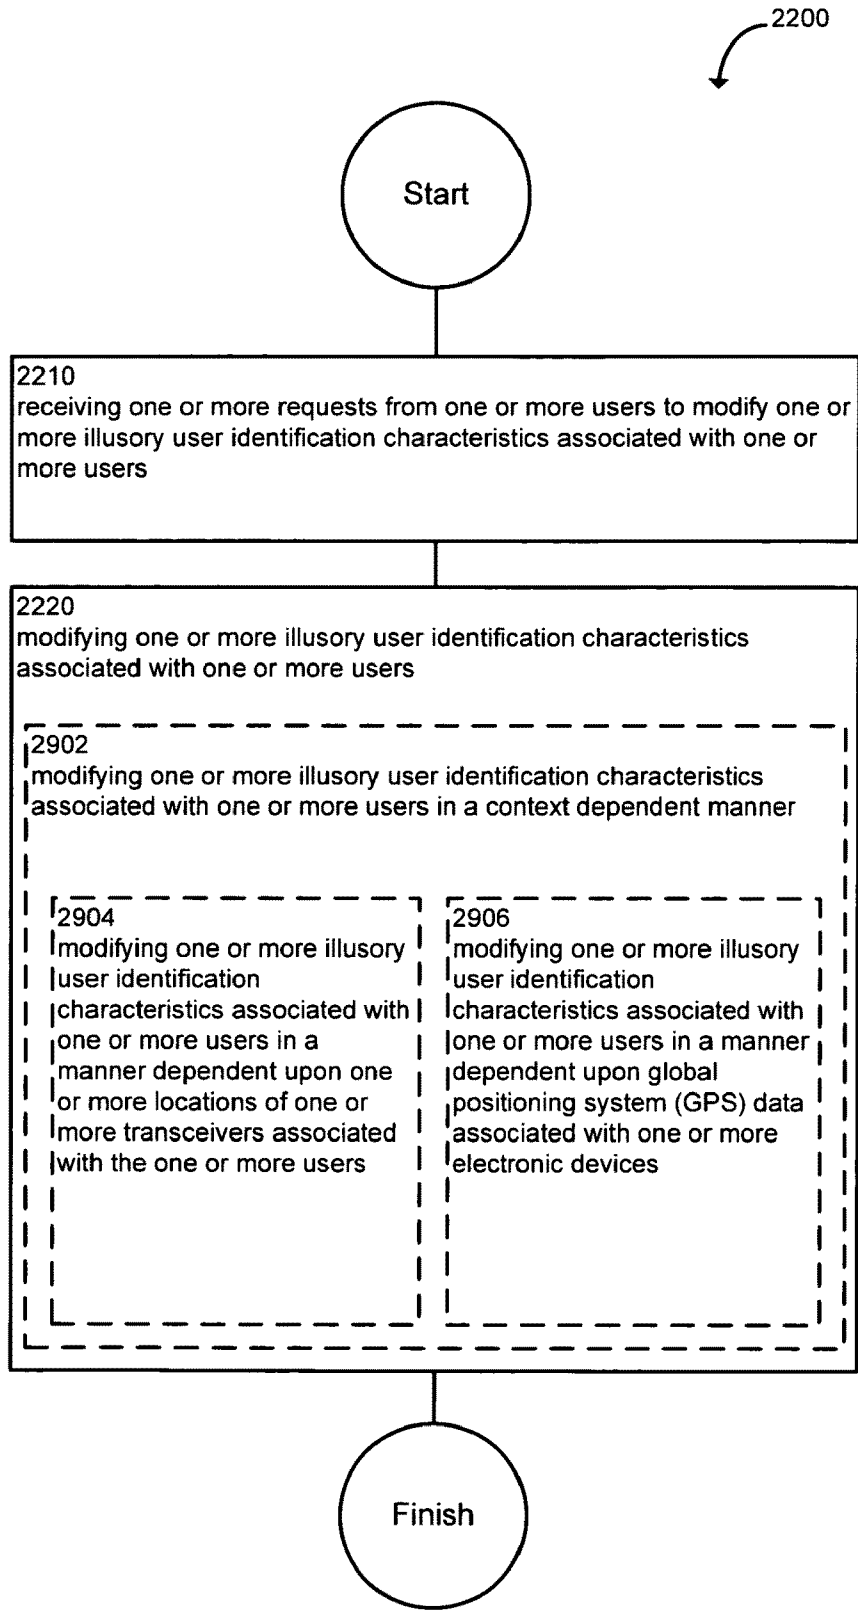 2200
Start
2210
receiving one or more requests from one or more users to modify one or
more illusory user identification characteristics associated with one or
more users
2220
modifying one or more illusory user identification characteristics
associated with one or more users
2902
modifying one or more illusory user identification characteristics
associated with one or more users in a context dependent manner
2904
modifying one or more illusory
user identification
characteristics associated with
one or more users in a
manner dependent upon one
or more locations of one or
more transceivers associated
with the one or more users
2906
modifying one or more illusory
user identification
characteristics associated with
one or more users in a manner
dependent upon global
positioning system (GPS) data
associated with one or more
electronic devices
Finish